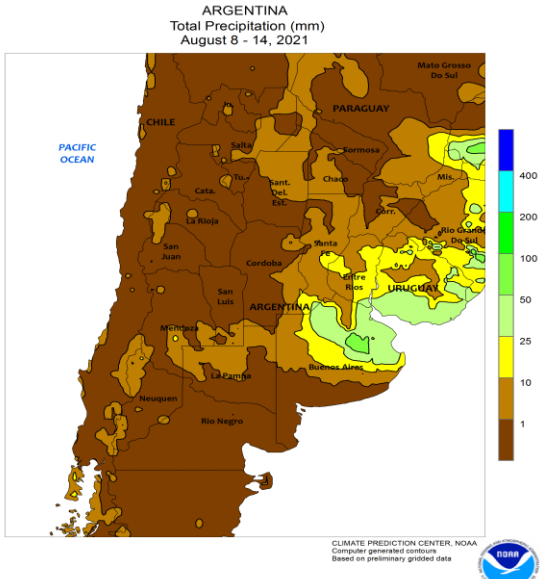 ARGENTINA
Total Precipitation (mm)
August 8 - 14, 2021
Mato Grosso
Do Sul
Ju.
PARAGUAY
CHILE
PACIFIC
OCEAN
Salta
Formosa
Tu.
Sant.
Del.
Est.
Chaco
Mis.
Cata.
Corr.
La Rioja
Rio Grande
Do Sul
San
Juan
Santa
Fe
Cordoba
Entre
Rios
URUGUAY
San
Luis
ARGENTINA
Mendoza
Buenos Aires
La Pampa
Neuquen
Rio Negro
400
200
100
50
25
10
1
CLIMATE PREDICTION CENTER, NOAA
Computer generated contours
Based on preliminary gridded data
NOAA